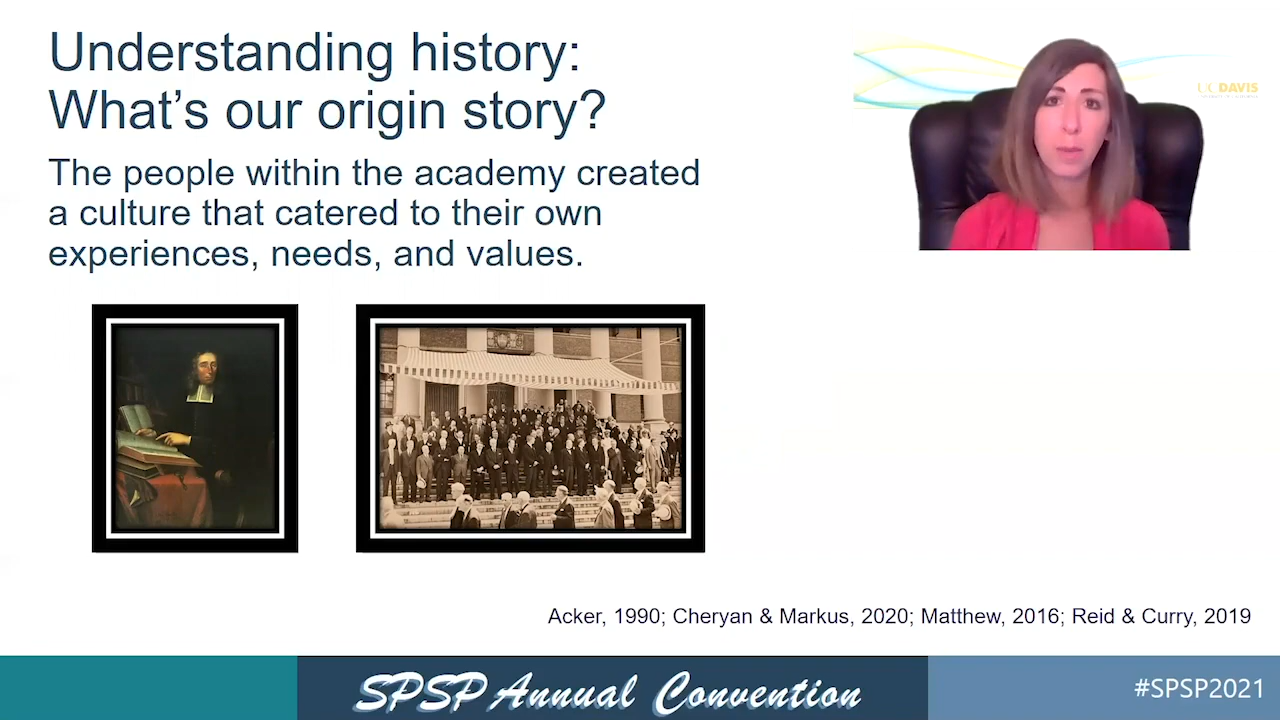 Understanding history:
What's our origin story?
The people within the academy created
a culture that catered to their own
experiences, needs, and values.
UC DAVIS
Acker, 1990; Cheryan & Markus, 2020; Matthew, 2016; Reid & Curry, 2019
SPSP Annual Convention
#SPSP2021